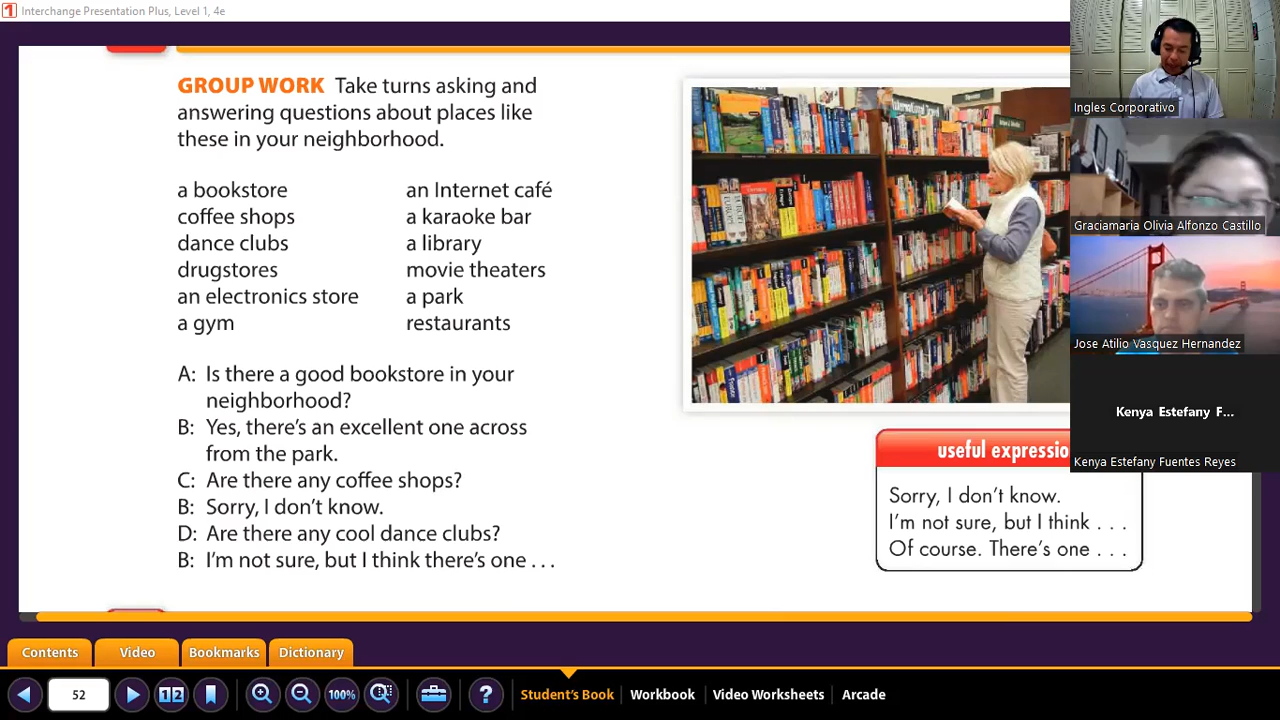 Interchange Presentation Plus, Level 1, 4e
GROUP WORK Take turns asking and
answering questions about places like
these in your neighborhood.
a bookstore
coffee shops
dance clubs
drugstores
an electronics store
a gym
an Internet café
a karaoke bar
a library
movie theaters
a park
restaurants
A: Is there a good bookstore in your
neighborhood?
B: Yes, there's an excellent one across
from the park.
C: Are there any coffee shops?
B: Sorry, I don't know.
D: Are there any cool dance clubs?
B: I'm not sure, but I think there's one . . .
International Travel
useful expressio
Sorry, I don't know.
I'm not sure, but I think . . .
Of course. There's one . . .
Ingles Corporativo
Graciamaria Olivia Alfonzo Castillo
Jose Atilio Vasquez Hernandez
Kenya Estefany F...
Kenya Estefany Fuentes Reyes
Contents
Video
Bookmarks
Dictionary
52
1 2
100%
?
Student's Book
Workbook
Video Worksheets
Arcade